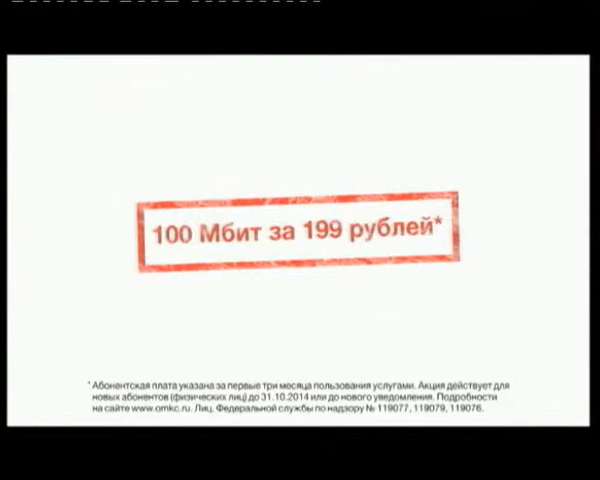 100 Мбит за 199 рублей*
* Абонентская плата указана за первые три месяца пользования услугами. Акция действует для
новых абонентов (физических лиц) до 31.10.2014 или до нового уведомления. Подробности
на сайте www.omkc.ru. Лиц. Федеральной службы по надзору № 119077, 119079, 119076.